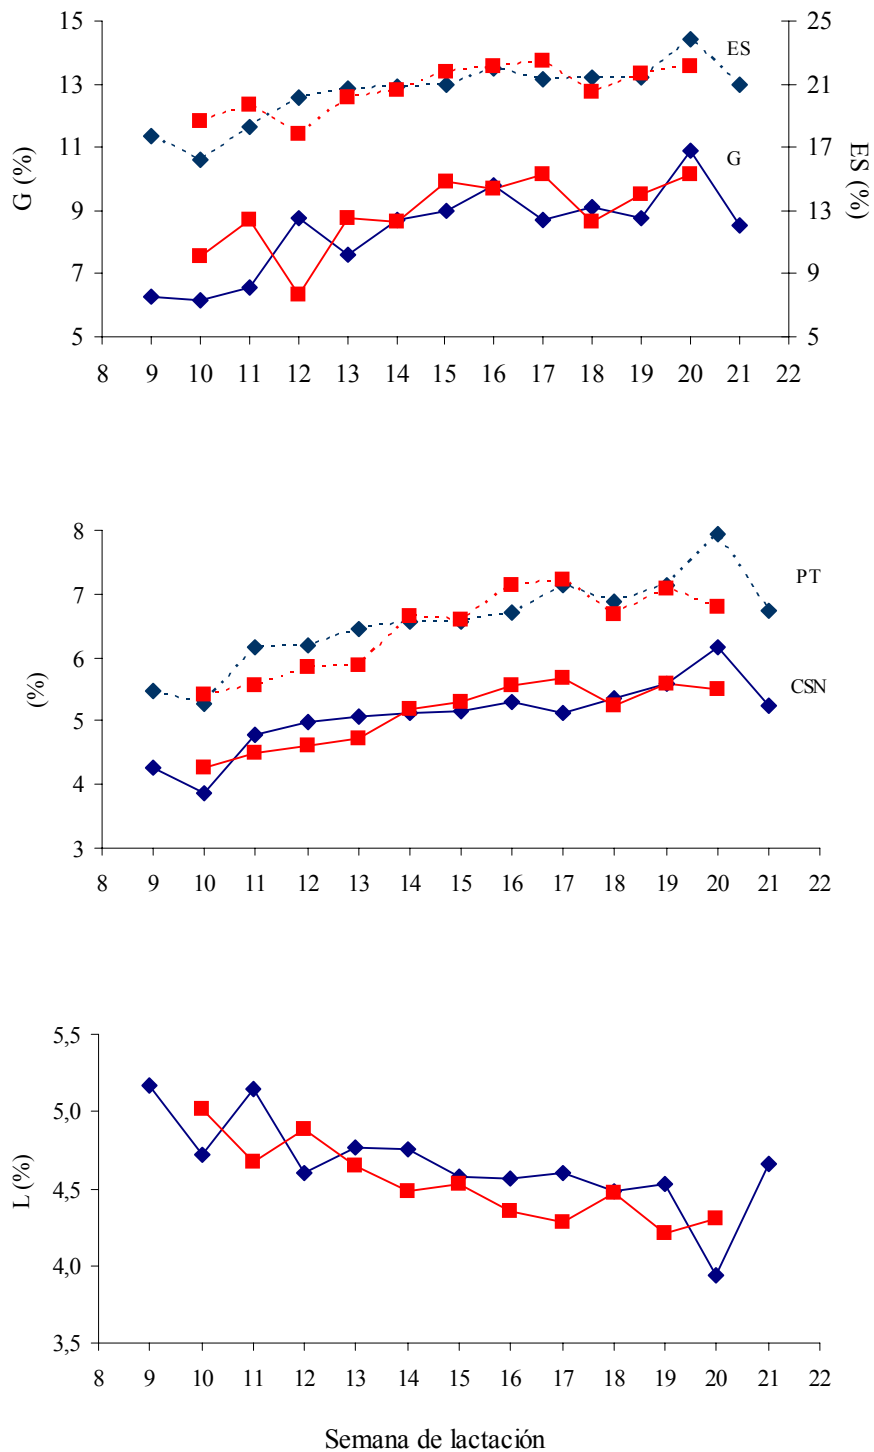 15 25
ES
13 21
11 17
G
G (%) ES (%)
9 13
7 9
5 5
8 9 10 11 12 13 14 15 16 17 18 19 20 21 22
8
7
PT
6
(%)
CSN
5
4
3
8 9 10 11 12 13 14 15 16 17 18 19 20 21 22
5,5
5,0
L (%)
4,5
4,0
3,5
8 9 10 11 12 13 14 15 16 17 18 19 20 21 22
Semana de lactación